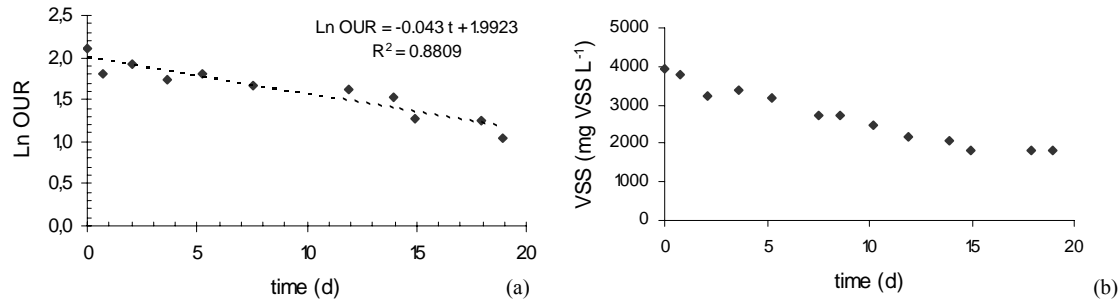 Ln OUR = -0.043 t + 1.9923
R² = 0.8809
2,5
2,0
1,5
1,0
0,5
0,0
Ln OUR
0
5
10
15
20
time (d)
(a)
5000
4000
3000
2000
1000
0
VSS (mg VSS L⁻¹)
0
5
10
15
20
time (d)
(b)